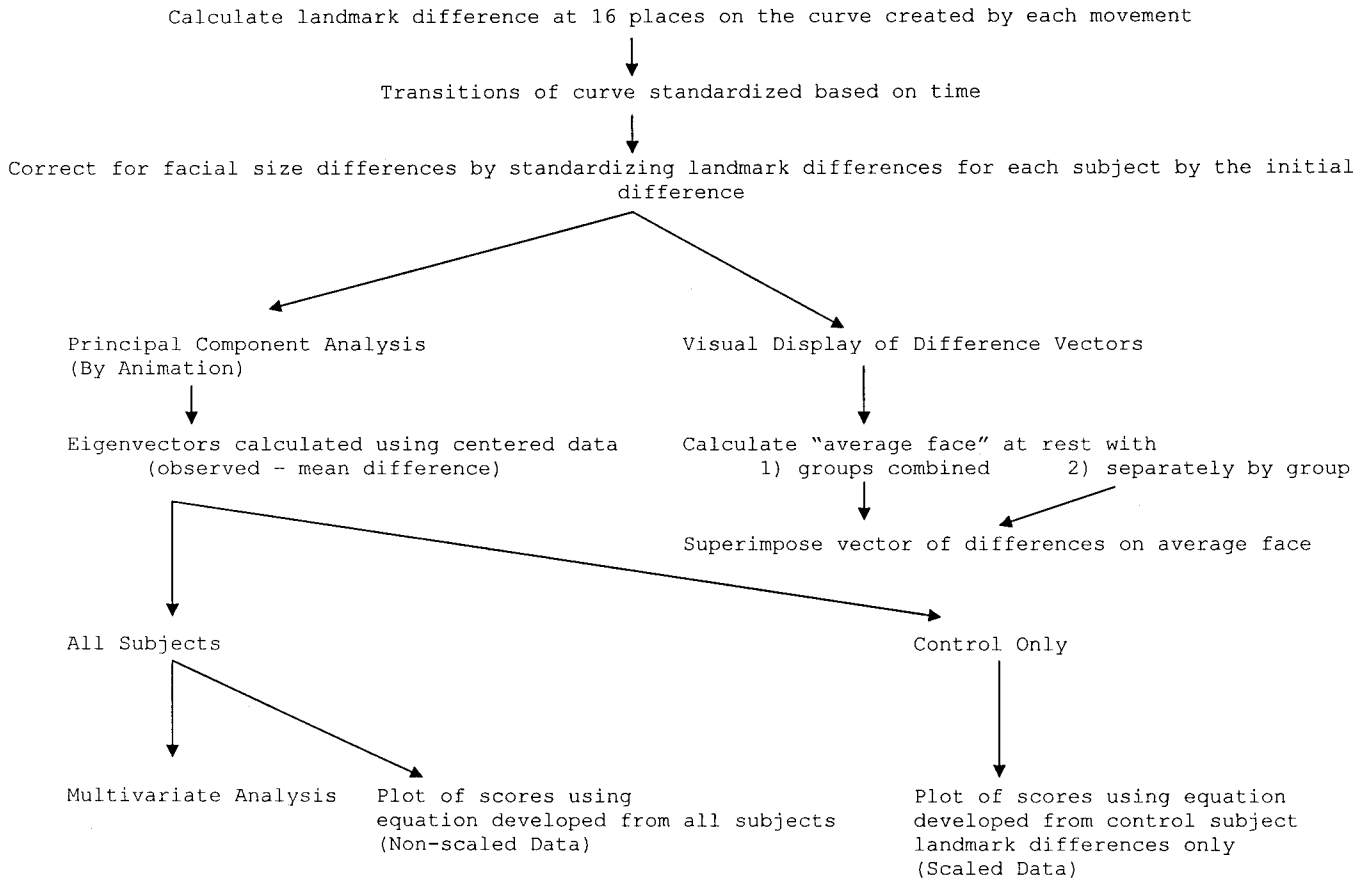 Calculate landmark difference at 16 places on the curve created by each movement
Transitions of curve standardized based on time
Correct for facial size differences by standardizing landmark differences for each subject by the initial
difference
Principal Component Analysis
(By Animation)
Visual Display of Difference Vectors
Eigenvectors calculated using centered data
(observed – mean difference)
Calculate "average face" at rest with
1) groups combined 2) separately by group
Superimpose vector of differences on average face
All Subjects
Control Only
Multivariate Analysis
Plot of scores using
equation developed from all subjects
(Non-scaled Data)
Plot of scores using equation
developed from control subject
landmark differences only
(Scaled Data)